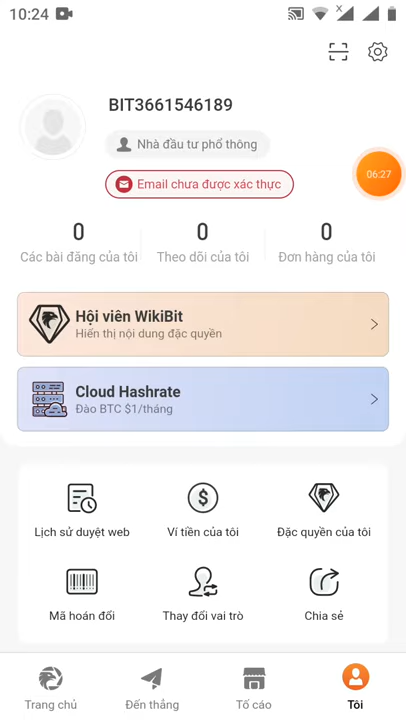 10:24
x
BIT3661546189
Nhà đầu tư phổ thông
Email chưa được xác thực
06:27
0 0 0
Các bài đăng của tôi Theo dõi của tôi Đơn hàng của tôi
Hội viên WikiBit
Hiển thị nội dung đặc quyền
Cloud Hashrate
Đào BTC $1/tháng
Lịch sử duyệt web Ví tiền của tôi Đặc quyền của tôi
Mã hoán đổi Thay đổi vai trò Chia sẻ
Trang chủ Đến thẳng Tố cáo Tôi